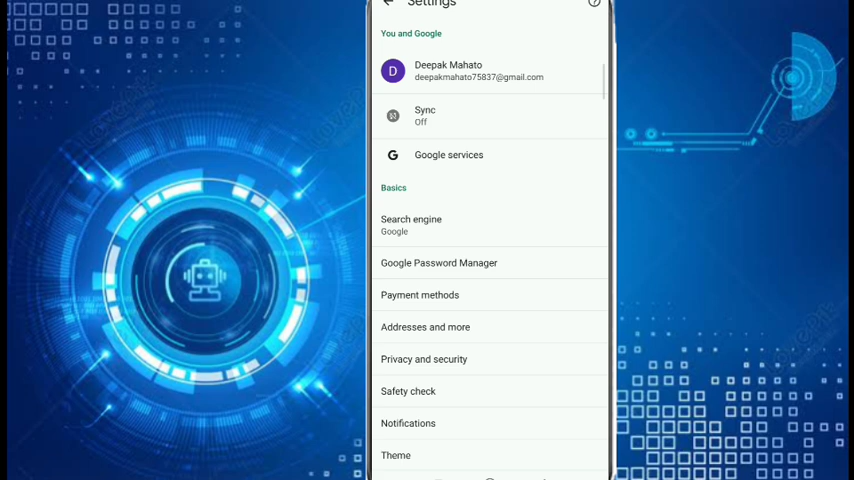 Settings
You and Google
D
Deepak Mahato
deepakmahato75837@gmail.com
Sync
Off
G
Google services
Basics
Search engine
Google
Google Password Manager
Payment methods
Addresses and more
Privacy and security
Safety check
Notifications
Theme